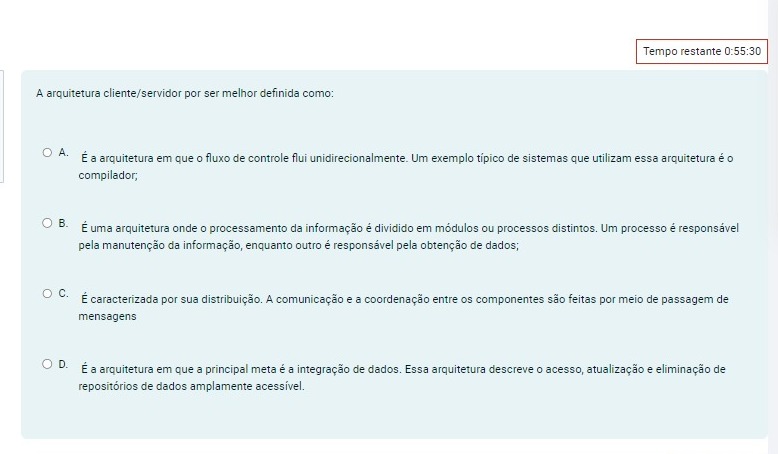 Tempo restante 0:55:30
A arquitetura cliente/servidor por ser melhor definida como:
A. É a arquitetura em que o fluxo de controle flui unidirecionalmente. Um exemplo típico de sistemas que utilizam essa arquitetura é o
compilador;
B. É uma arquitetura onde o processamento da informação é dividido em módulos ou processos distintos. Um processo é responsável
pela manutenção da informação, enquanto outro é responsável pela obtenção de dados;
C. É caracterizada por sua distribuição. A comunicação e a coordenação entre os componentes são feitas por meio de passagem de
mensagens
D. É a arquitetura em que a principal meta é a integração de dados. Essa arquitetura descreve o acesso, atualização e eliminação de
repositórios de dados amplamente acessível.